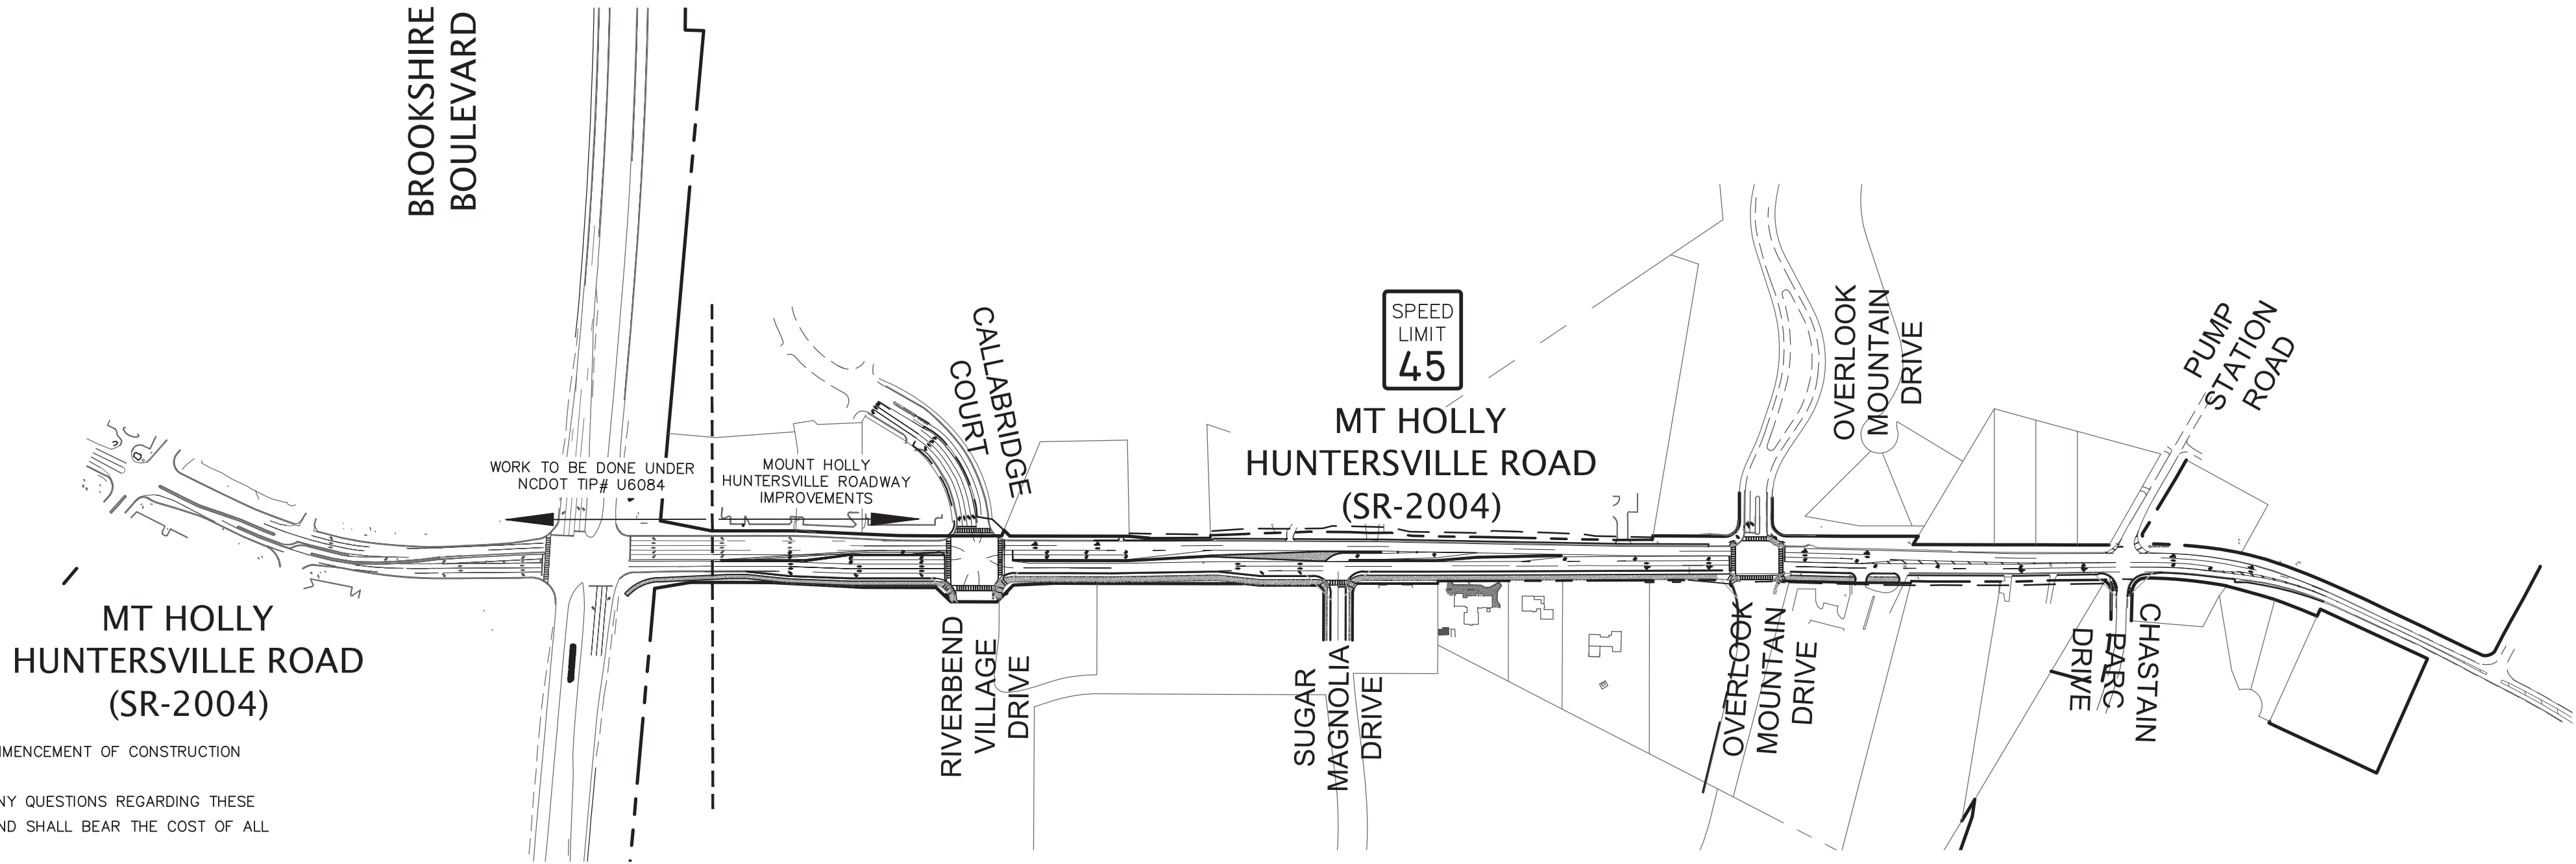 BROOKSHIRE
BOULEVARD
SPEED
LIMIT
45
MT HOLLY
HUNTERSVILLE ROAD
(SR-2004)
CALLABRIDGE
COURT
OVERLOOK
MOUNTAIN
DRIVE
PUMP
STATION
ROAD
WORK TO BE DONE UNDER
NCDOT TIP# U6084
MOUNT HOLLY
HUNTERSVILLE ROADWAY
IMPROVEMENTS
MT HOLLY
HUNTERSVILLE ROAD
(SR-2004)
RIVERBEND
VILLAGE
DRIVE
SUGAR
MAGNOLIA
DRIVE
OVERLOOK
MOUNTAIN
DRIVE
CHASTAIN
PARC
DRIVE
MMENCEMENT OF CONSTRUCTION
NY QUESTIONS REGARDING THESE
ND SHALL BEAR THE COST OF ALL